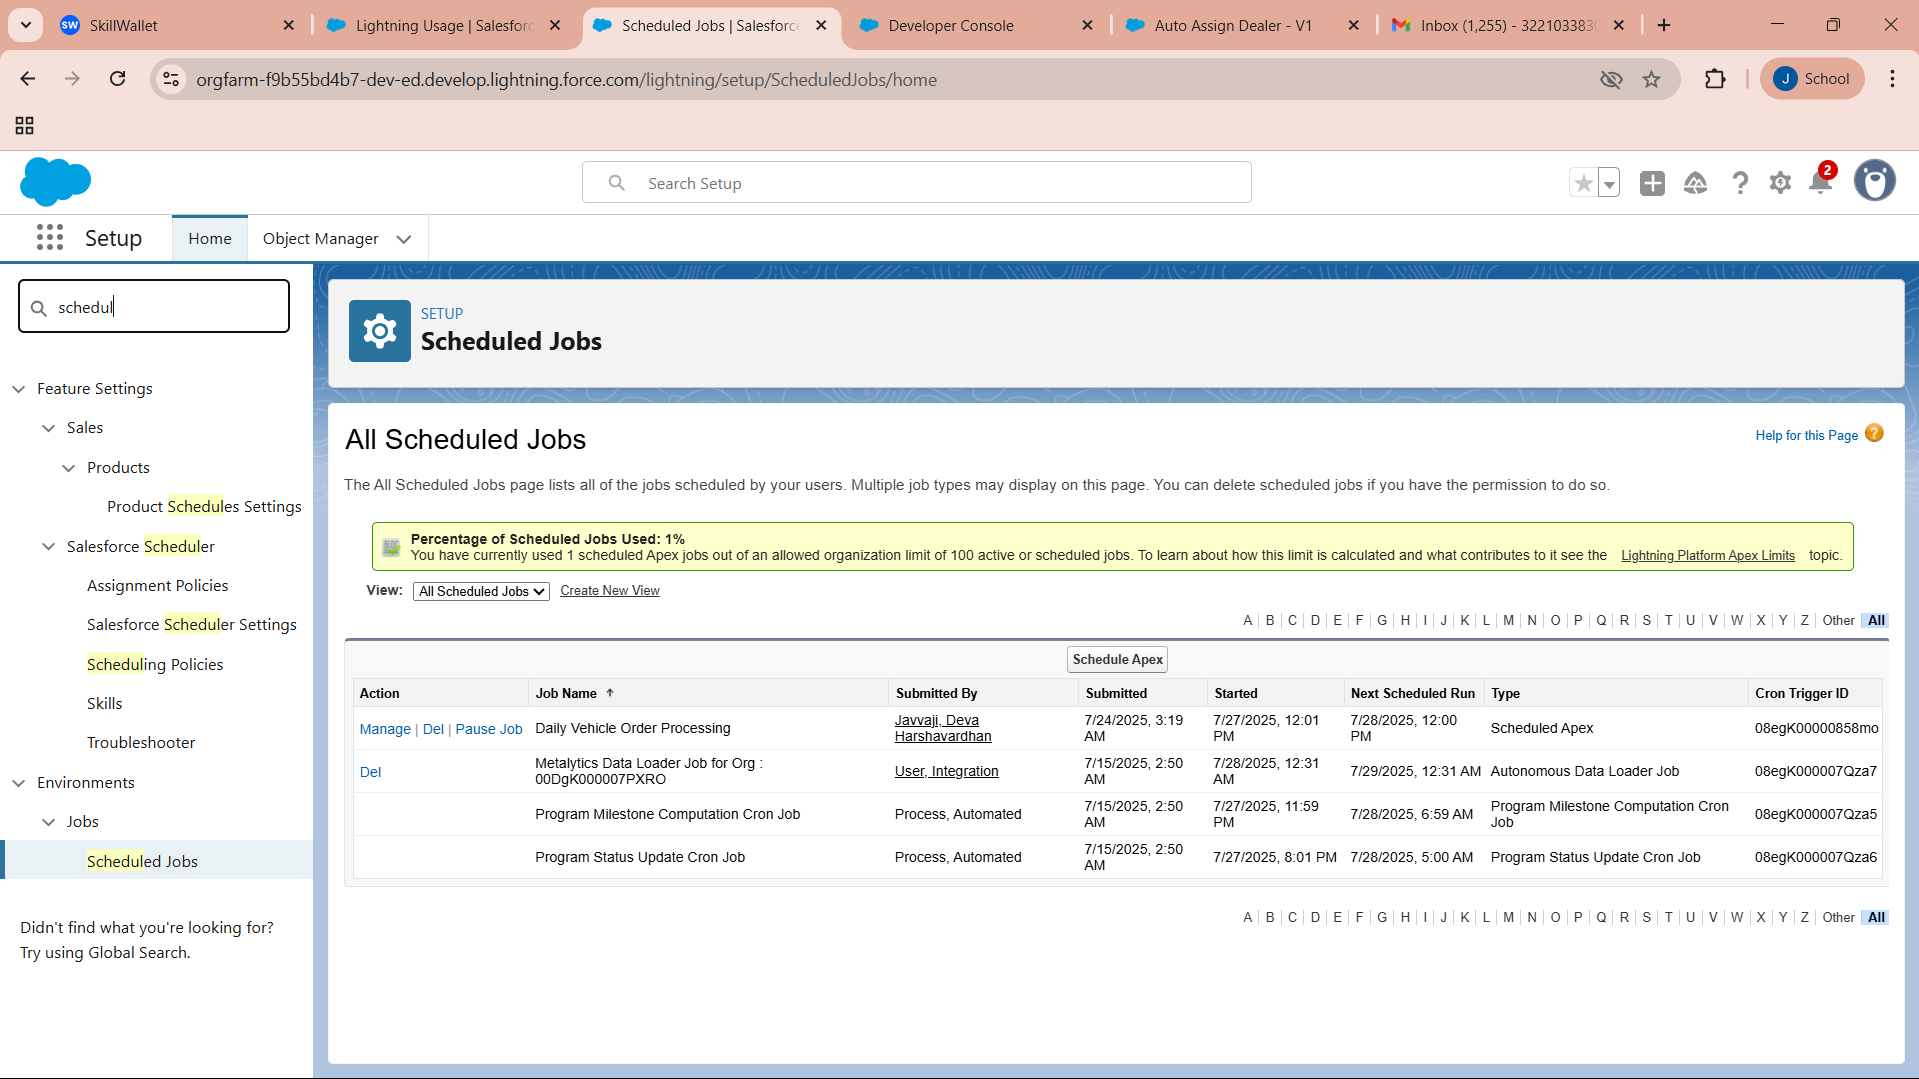 SkillWallet
Lightning Usage | Salesforc
Scheduled Jobs | Salesforce
Developer Console
Auto Assign Dealer - V1
Inbox (1,255) - 322103383
orgfarm-f9b55bd4b7-dev-ed.develop.lightning.force.com/lightning/setup/ScheduledJobs/home
J School
Search Setup
2
Setup
Home
Object Manager
schedul
Feature Settings
Sales
Products
Product Schedules Settings
Salesforce Scheduler
Assignment Policies
Salesforce Scheduler Settings
Scheduling Policies
Skills
Troubleshooter
Environments
Jobs
Scheduled Jobs
Didn't find what you're looking for?
Try using Global Search.
SETUP
Scheduled Jobs
All Scheduled Jobs
Help for this Page ?
The All Scheduled Jobs page lists all of the jobs scheduled by your users. Multiple job types may display on this page. You can delete scheduled jobs if you have the permission to do so.
Percentage of Scheduled Jobs Used: 1%
You have currently used 1 scheduled Apex jobs out of an allowed organization limit of 100 active or scheduled jobs. To learn about how this limit is calculated and what contributes to it see the Lightning Platform Apex Limits topic.
View: All Scheduled Jobs Create New View
A | B | C | D | E | F | G | H | I | J | K | L | M | N | O | P | Q | R | S | T | U | V | W | X | Y | Z | Other All
Schedule Apex
Action Job Name Submitted By Submitted Started Next Scheduled Run Type Cron Trigger ID
Manage | Del | Pause Job Daily Vehicle Order Processing Javvaji, Deva Harshavardhan 7/24/2025, 3:19 AM 7/27/2025, 12:01 PM 7/28/2025, 12:00 PM Scheduled Apex 08egK00000858mo
Del Metalytics Data Loader Job for Org : 00DgK000007PXRO User, Integration 7/15/2025, 2:50 AM 7/28/2025, 12:31 AM 7/29/2025, 12:31 AM Autonomous Data Loader Job 08egK000007Qza7
Program Milestone Computation Cron Job Process, Automated 7/15/2025, 2:50 AM 7/27/2025, 11:59 PM 7/28/2025, 6:59 AM Program Milestone Computation Cron Job 08egK000007Qza5
Program Status Update Cron Job Process, Automated 7/15/2025, 2:50 AM 7/27/2025, 8:01 PM 7/28/2025, 5:00 AM Program Status Update Cron Job 08egK000007Qza6
A | B | C | D | E | F | G | H | I | J | K | L | M | N | O | P | Q | R | S | T | U | V | W | X | Y | Z | Other All